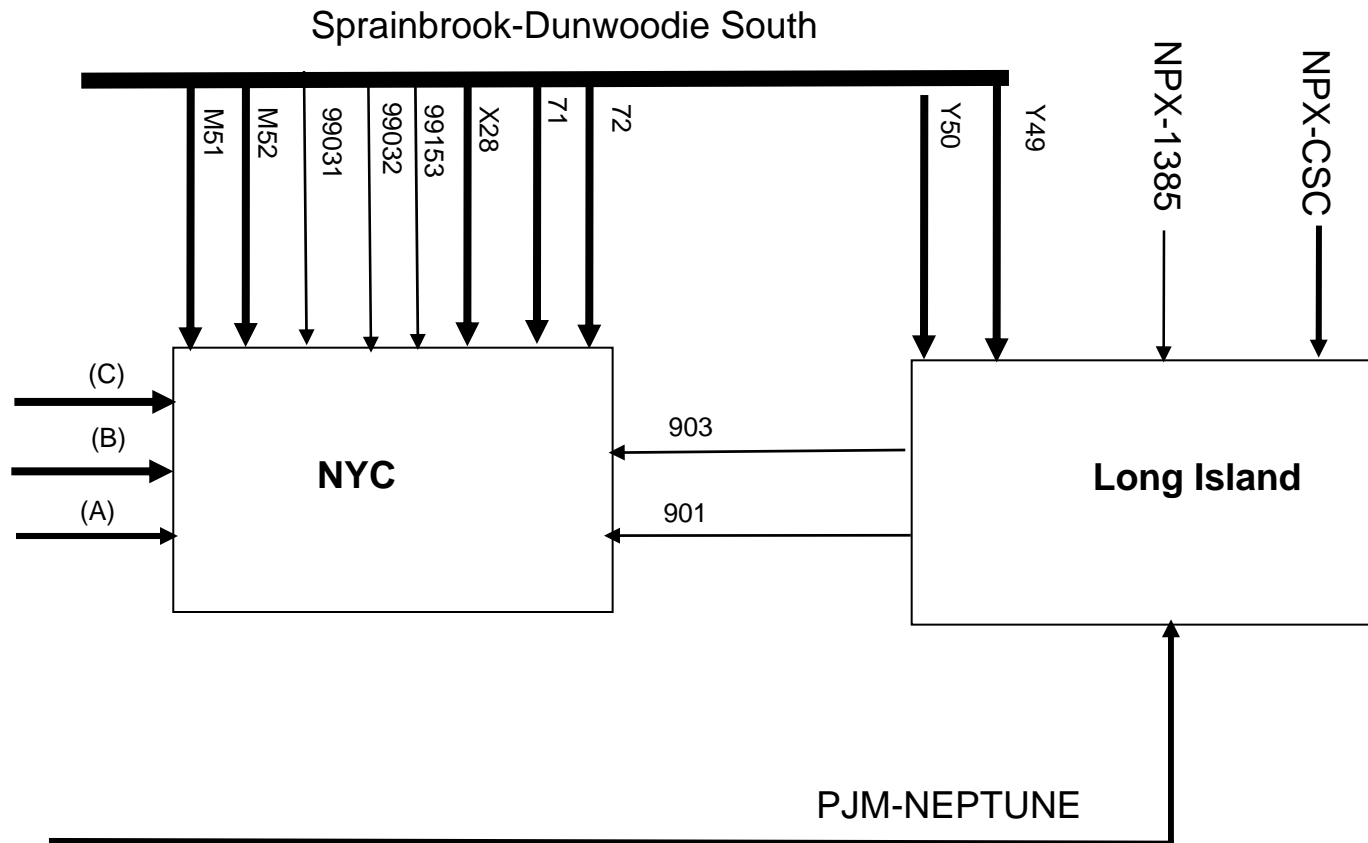 Sprainbrook-Dunwoodie South
M51
M52
99031
99032
99153
X28
71
72
Y50
Y49
NPX-1385
NPX-CSC
(C)
(B)
(A)
NYC
903
901
Long Island
PJM-NEPTUNE